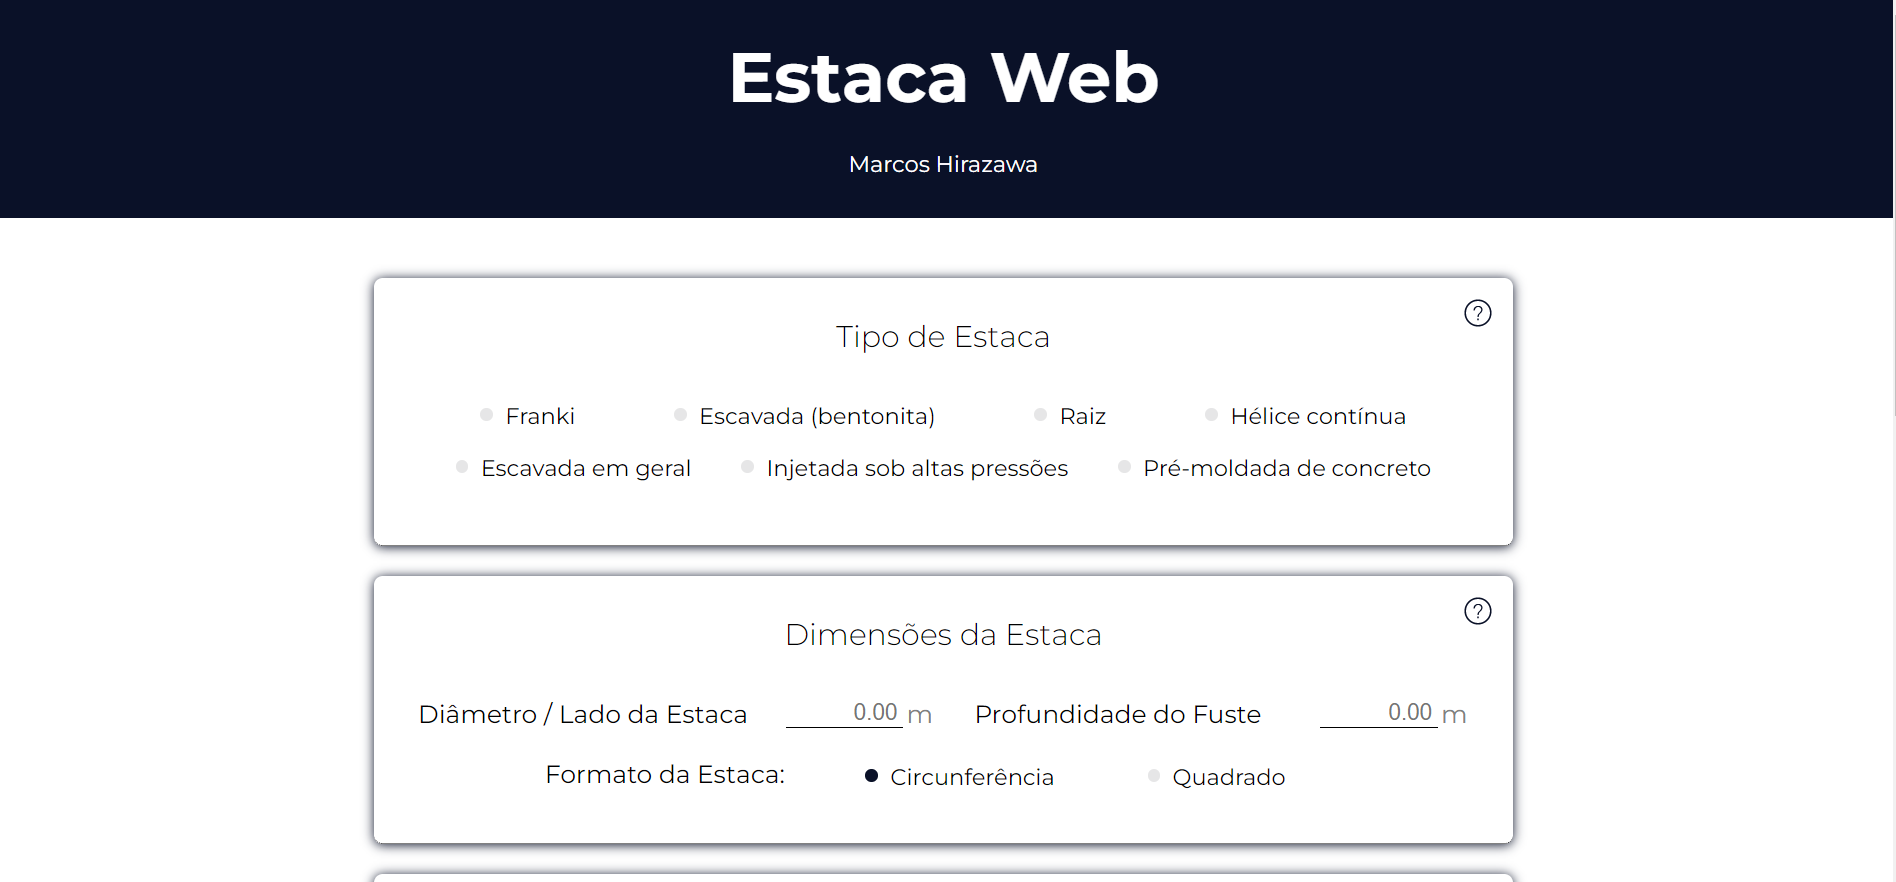 Estaca Web
Marcos Hirazawa
?
Tipo de Estaca
Franki Escavada (bentonita) Raiz Hélice contínua
Escavada em geral Injetada sob altas pressões Pré-moldada de concreto
?
Dimensões da Estaca
Diâmetro / Lado da Estaca 0.00 m Profundidade do Fuste 0.00 m
Formato da Estaca: Circunferência Quadrado